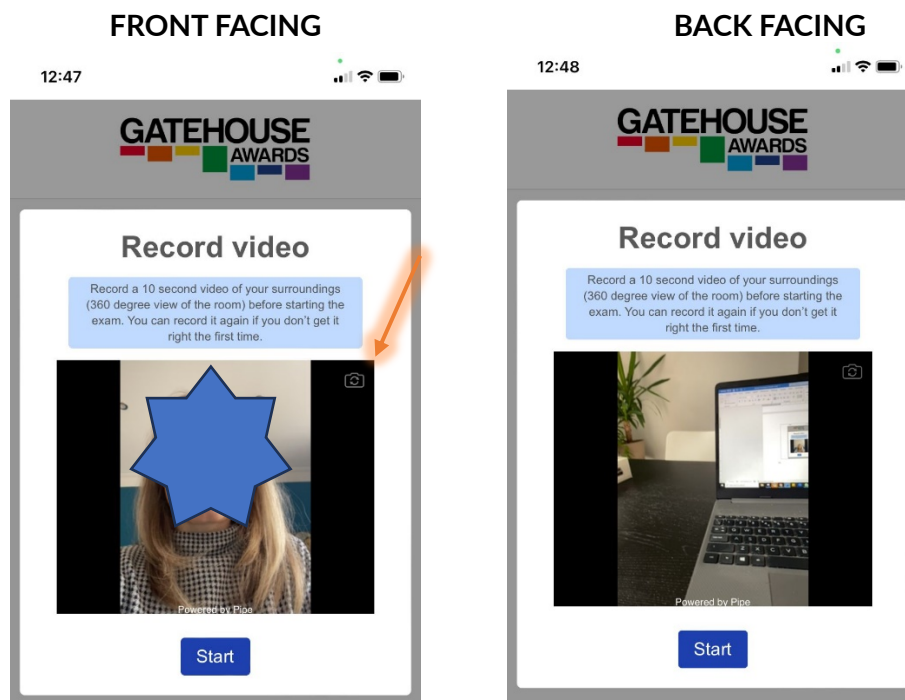 FRONT FACING
12:47
GATEHOUSE
AWARDS
Record video
Record a 10 second video of your surroundings
(360 degree view of the room) before starting the
exam. You can record it again if you don't get it
right the first time.
Powered by Pipe
Start
BACK FACING
12:48
GATEHOUSE
AWARDS
Record video
Record a 10 second video of your surroundings
(360 degree view of the room) before starting the
exam. You can record it again if you don't get it
right the first time.
Powered by Pipe
Start